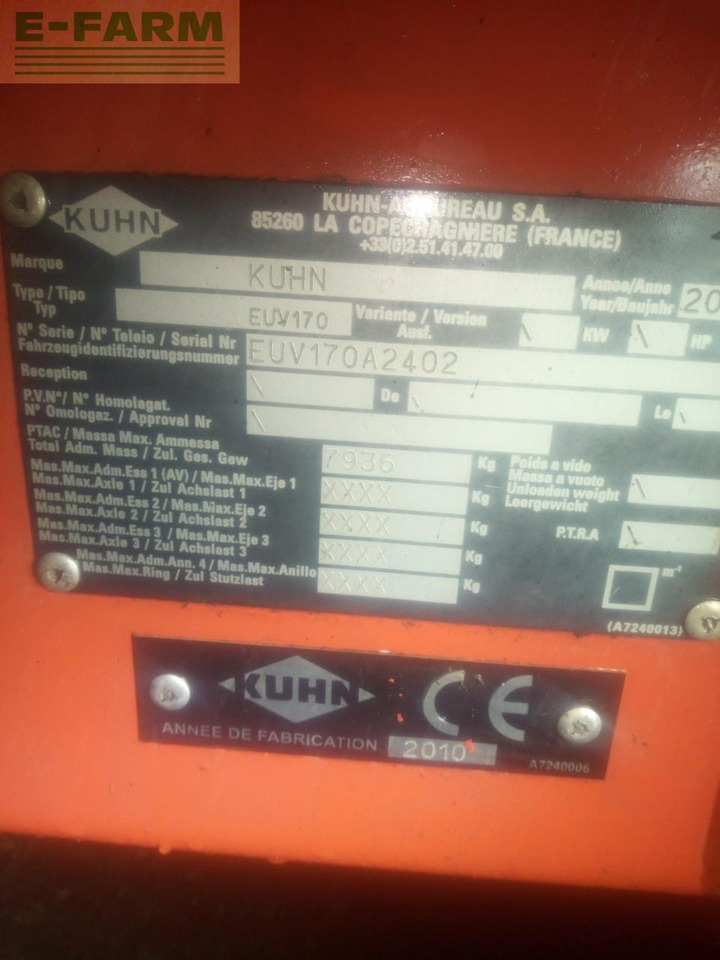 E-FARM
KUHN
KUHN- S.A.
85260 LA COPECHAGNIERE (FRANCE)
+33(0)2.51.41.47.00
Marque KUHN Annee/Anno 20
Year/Baujahr
Type / Tipo EUV170 Variante / Version KW HP
Typ Ausf.
N° Serie / N° Teleio / Serial Nr EUV170A2402
Fahrzeugidentifizierungsnummer
Reception De Le
P.V.N°/ N° Homolagat.
N° Omologaz. / Approval Nr
PTAC / Massa Max. Ammessa 7936 Kg Poids a vide
Total Adm. Mass / Zul. Ges. Gew Massa a vuoto
Mas.Max.Adm.Ess 1 (AV) / Mas.Max.Eje 1 XXXX Kg Unloaden weight
Mas.Max.Axle 1 / Zul Achslast 1 Leergewicht
Mas.Max.Adm.Ess 2 / Mas.Max.Eje 2 XXXX Kg P.T.R.A
Mas.Max.Axle 2 / Zul Achslast 2
Mas.Max.Adm.Ess 3 / Mas.Max.Eje 3 XXXX Kg
Mas.Max.Axle 3 / Zul Achslast 3
Mas.Max.Adm.Ann. 4 / Mas.Max.Anillo XXXX Kg m-1
Mas.Max.Ring / Zul Stutzlast
(A7240013)
KUHN CE
ANNEE DE FABRICATION 2010 A7240006